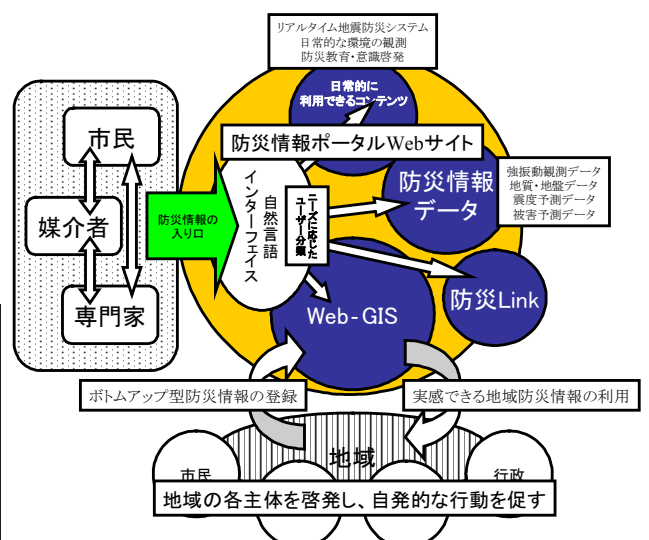 リアルタイム地震防災システム
日常的な環境の観測
防災教育・意識啓発
日常的に
利用できるコンテンツ
防災情報ポータルWebサイト
市民
媒介者
専門家
防災情報の
入り口
自然言語
インターフェイス
ニーズに応じた
ユーザー分類
防災情報
データ
強振動観測データ
地質・地盤データ
震度予測データ
被害予測データ
防災Link
Web-GIS
ボトムアップ型防災情報の登録
実感できる地域防災情報の利用
地域
市民
行政
地域の各主体を啓発し、自発的な行動を促す